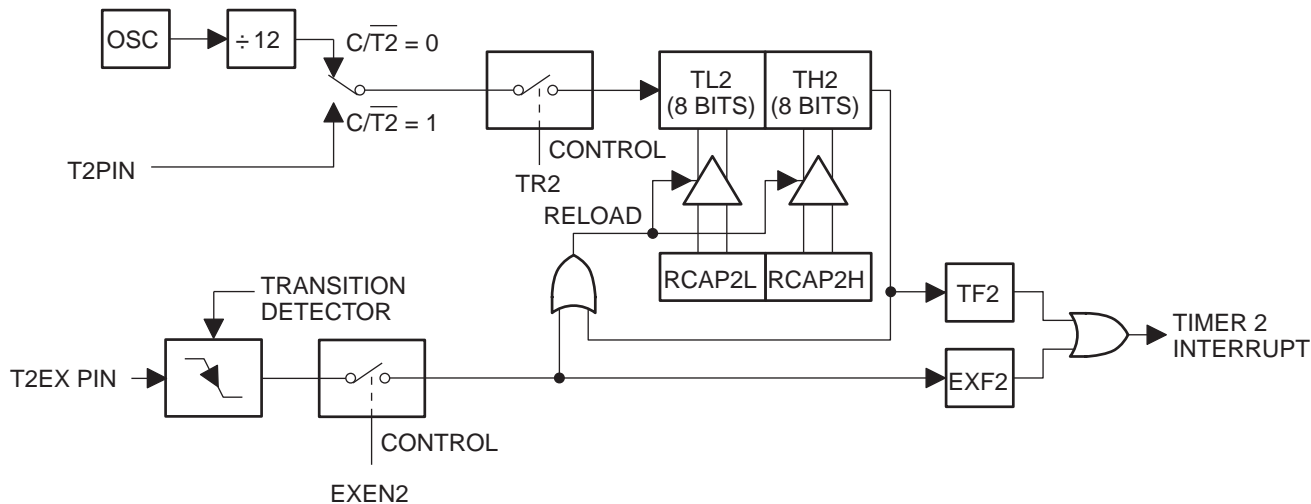 OSC
÷ 12
C/T2 = 0
C/T2 = 1
T2PIN
TL2
(8 BITS)
TH2
(8 BITS)
CONTROL
TR2
RELOAD
RCAP2L
RCAP2H
TRANSITION
DETECTOR
T2EX PIN
CONTROL
EXEN2
TF2
EXF2
TIMER 2
INTERRUPT